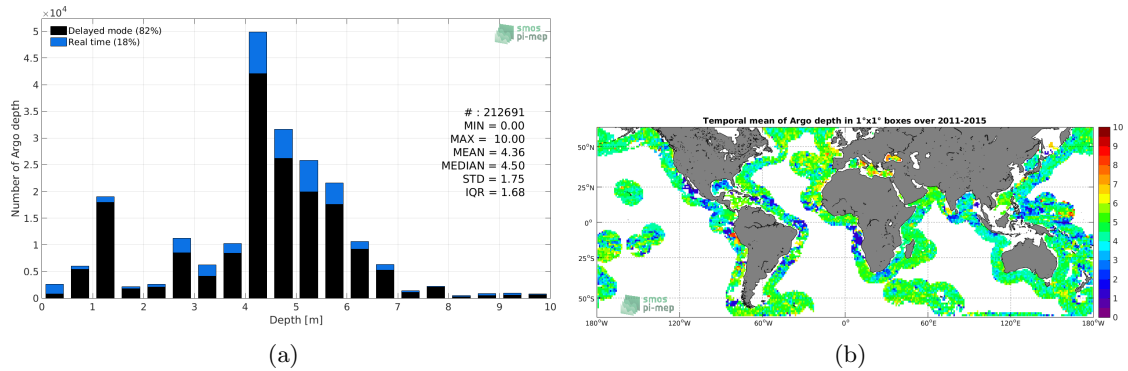 ×10⁴
Delayed mode (82%)
Real time (18%)
smos
pi-mep
# : 212691
MIN = 0.00
MAX = 10.00
MEAN = 4.36
MEDIAN = 4.50
STD = 1.75
IQR = 1.68
Number of Argo depth
5
4.5
4
3.5
3
2.5
2
1.5
1
0.5
0
0 1 2 3 4 5 6 7 8 9 10
Depth [m]
(a)
Temporal mean of Argo depth in 1°x1° boxes over 2011-2015
50°N
25°N
0°
25°S
50°S
180°W 120°W 60°W 0° 60°E 120°E 180°W
smos
pi-mep
10
9
8
7
6
5
4
3
2
1
0
(b)